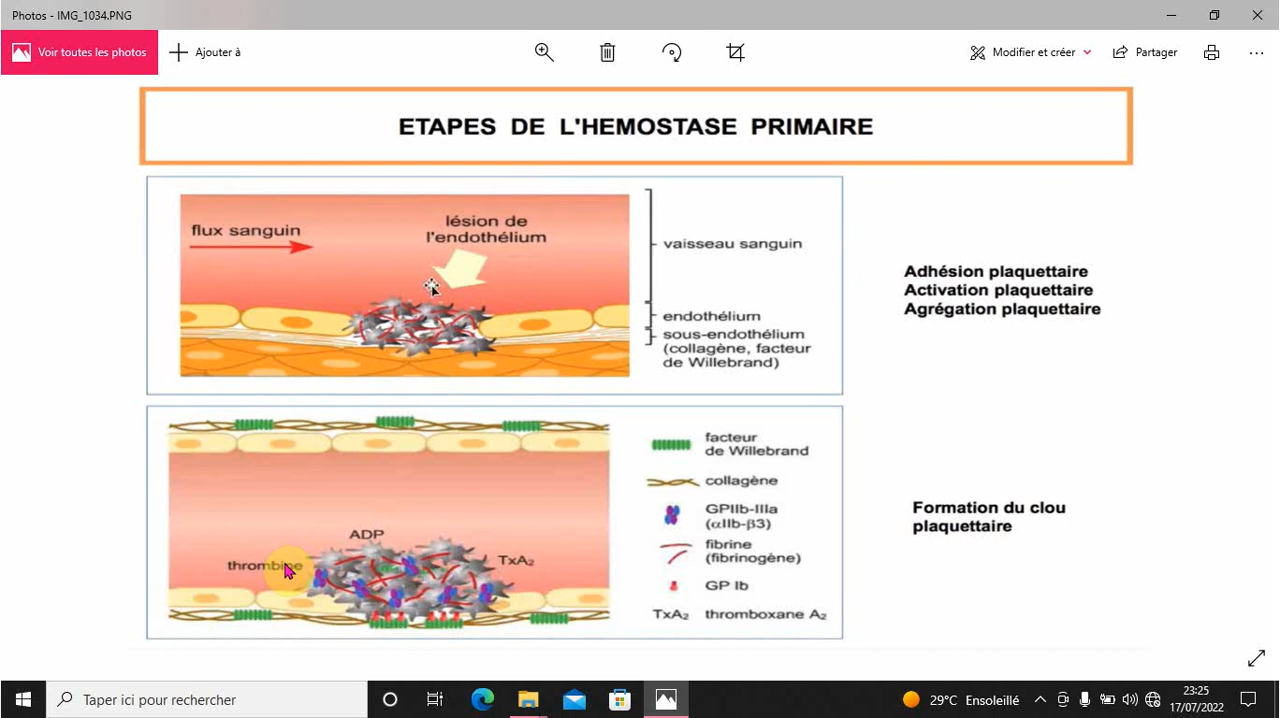 Photos - IMG_1034.PNG
Voir toutes les photos
Ajouter à
Modifier et créer
Partager
ETAPES DE L'HEMOSTASE PRIMAIRE
flux sanguin
lésion de
l'endothélium
vaisseau sanguin
endothélium
sous-endothélium
(collagène, facteur
de Willebrand)
Adhésion plaquettaire
Activation plaquettaire
Agrégation plaquettaire
ADP
thrombine
TxA2
facteur
de Willebrand
collagène
GPIIb-IIIa
(αIIb-β3)
fibrine
(fibrinogène)
GP Ib
TxA2 thromboxane A2
Formation du clou
plaquettaire
Taper ici pour rechercher
29°C Ensoleillé
23:25
17/07/2022